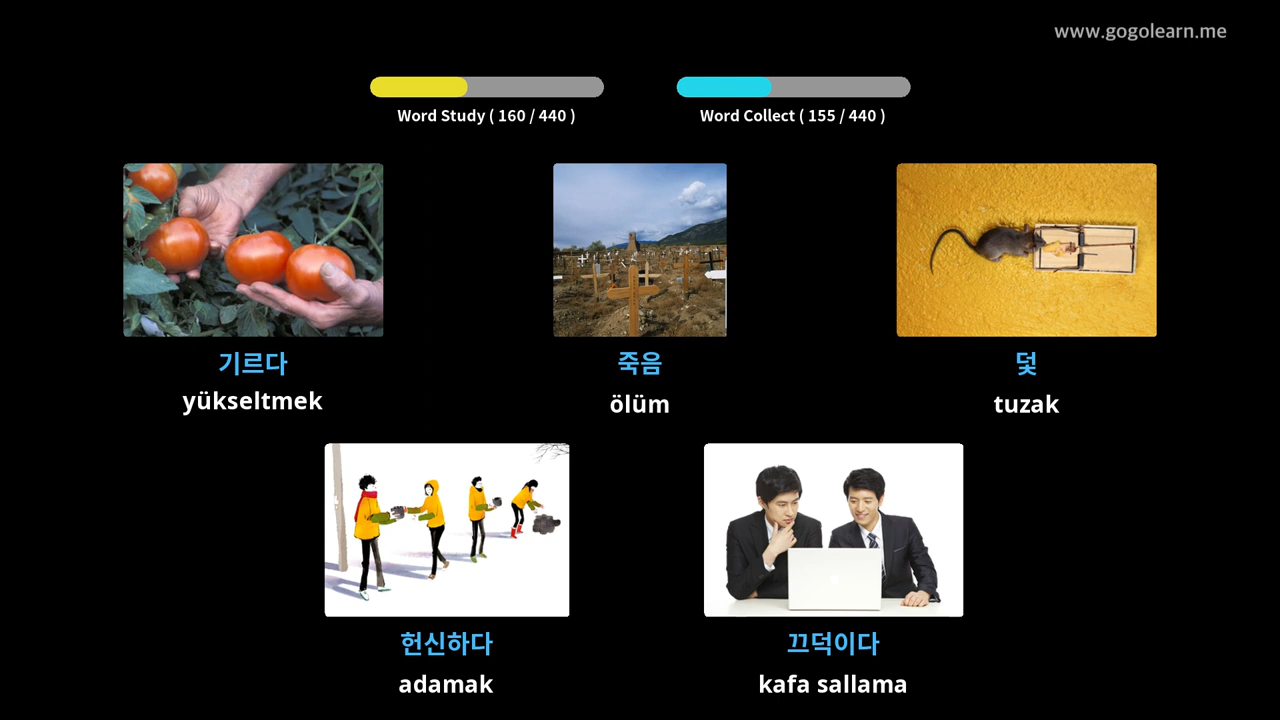 www.gogolearn.me
Word Study ( 160 / 440 )
Word Collect ( 155 / 440 )
기르다
yükseltmek
죽음
ölüm
덫
tuzak
헌신하다
adamak
끄덕이다
kafa sallama